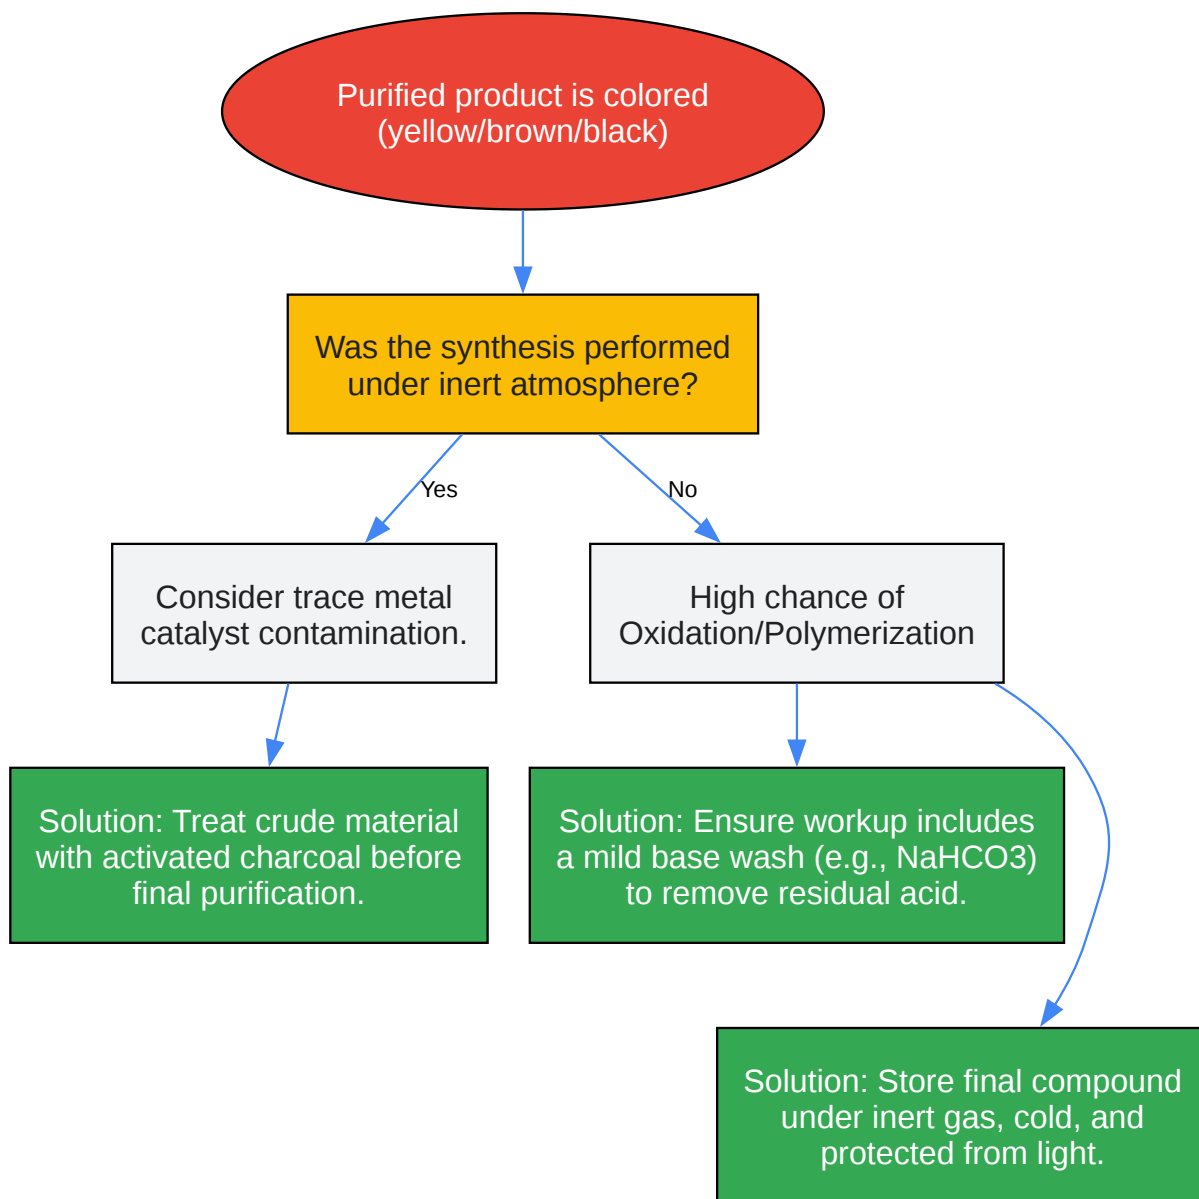 Purified product is colored
(yellow/brown/black)
Was the synthesis performed
under inert atmosphere?
Yes
No
Consider trace metal
catalyst contamination.
High chance of
Oxidation/Polymerization
Solution: Treat crude material
with activated charcoal before
final purification.
Solution: Ensure workup includes
a mild base wash (e.g., NaHCO3)
to remove residual acid.
Solution: Store final compound
under inert gas, cold, and
protected from light.